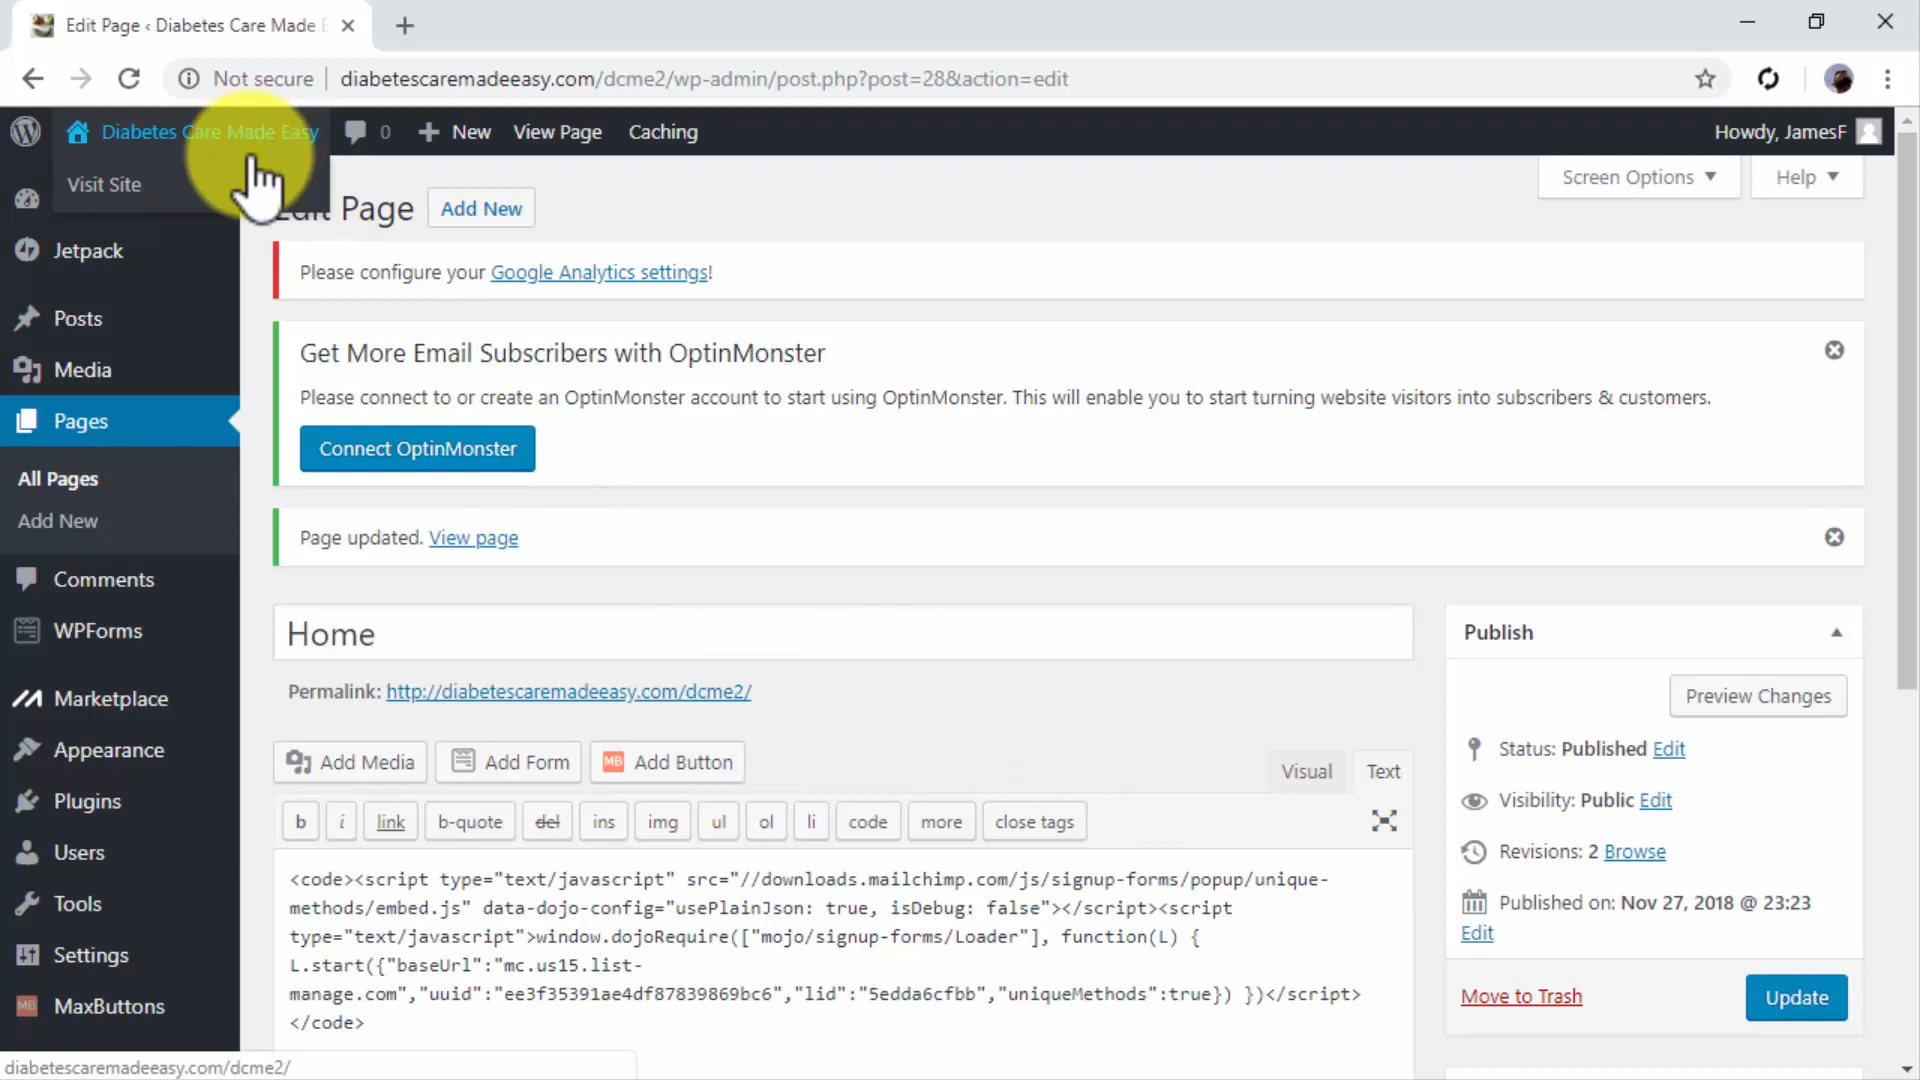 Edit Page ‹ Diabetes Care Made E
Not secure diabetescaremadeeasy.com/dcme2/wp-admin/post.php?post=28&action=edit
Diabetes Care Made Easy 0 New View Page Caching Howdy, JamesF
Visit Site
Screen Options Help
Edit Page Add New
Jetpack
Posts
Media
Pages
All Pages
Add New
Comments
WPForms
Marketplace
Appearance
Plugins
Users
Tools
Settings
MB MaxButtons
Please configure your Google Analytics settings!
Get More Email Subscribers with OptinMonster
Please connect to or create an OptinMonster account to start using OptinMonster. This will enable you to start turning website visitors into subscribers & customers.
Connect OptinMonster
Page updated. View page
Home
Permalink: http://diabetescaremadeeasy.com/dcme2/
Add Media Add Form MB Add Button Visual Text
b i link b-quote del ins img ul ol li code more close tags
<code><script type="text/javascript" src="//downloads.mailchimp.com/js/signup-forms/popup/unique-
methods/embed.js" data-dojo-config="usePlainJson: true, isDebug: false"></script><script
type="text/javascript">window.dojoRequire(["mojo/signup-forms/Loader"], function(L) {
L.start({"baseUrl":"mc.us15.list-
manage.com","uuid":"ee3f35391ae4df87839869bc6","lid":"5edda6cfbb","uniqueMethods":true}) })</script>
</code>
Publish
Preview Changes
Status: Published Edit
Visibility: Public Edit
Revisions: 2 Browse
Published on: Nov 27, 2018 @ 23:23
Edit
Move to Trash Update
diabetescaremadeeasy.com/dcme2/